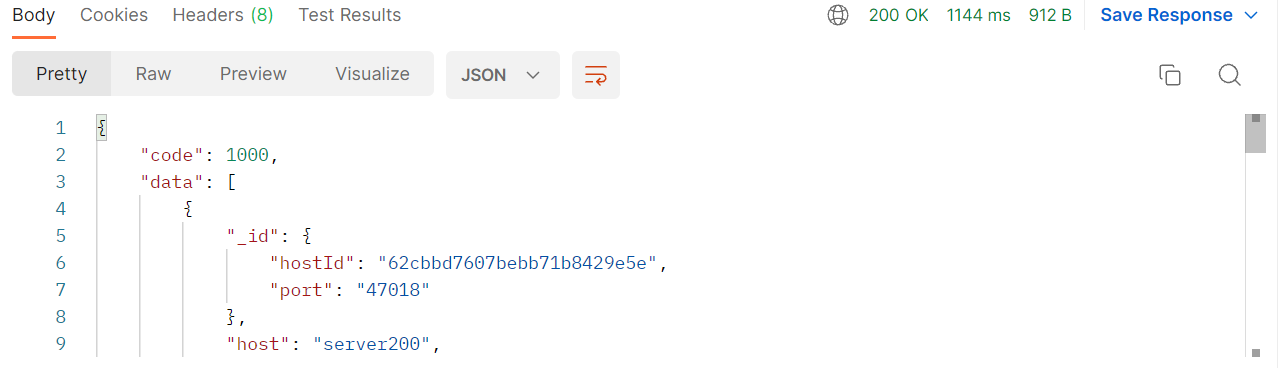 Body Cookies Headers (8) Test Results 200 OK 1144 ms 912 B Save Response
Pretty Raw Preview Visualize JSON
1 {
2 "code": 1000,
3 "data": [
4 {
5 "_id": {
6 "hostId": "62cbbd7607bebb71b8429e5e",
7 "port": "47018"
8 },
9 "host": "server200",